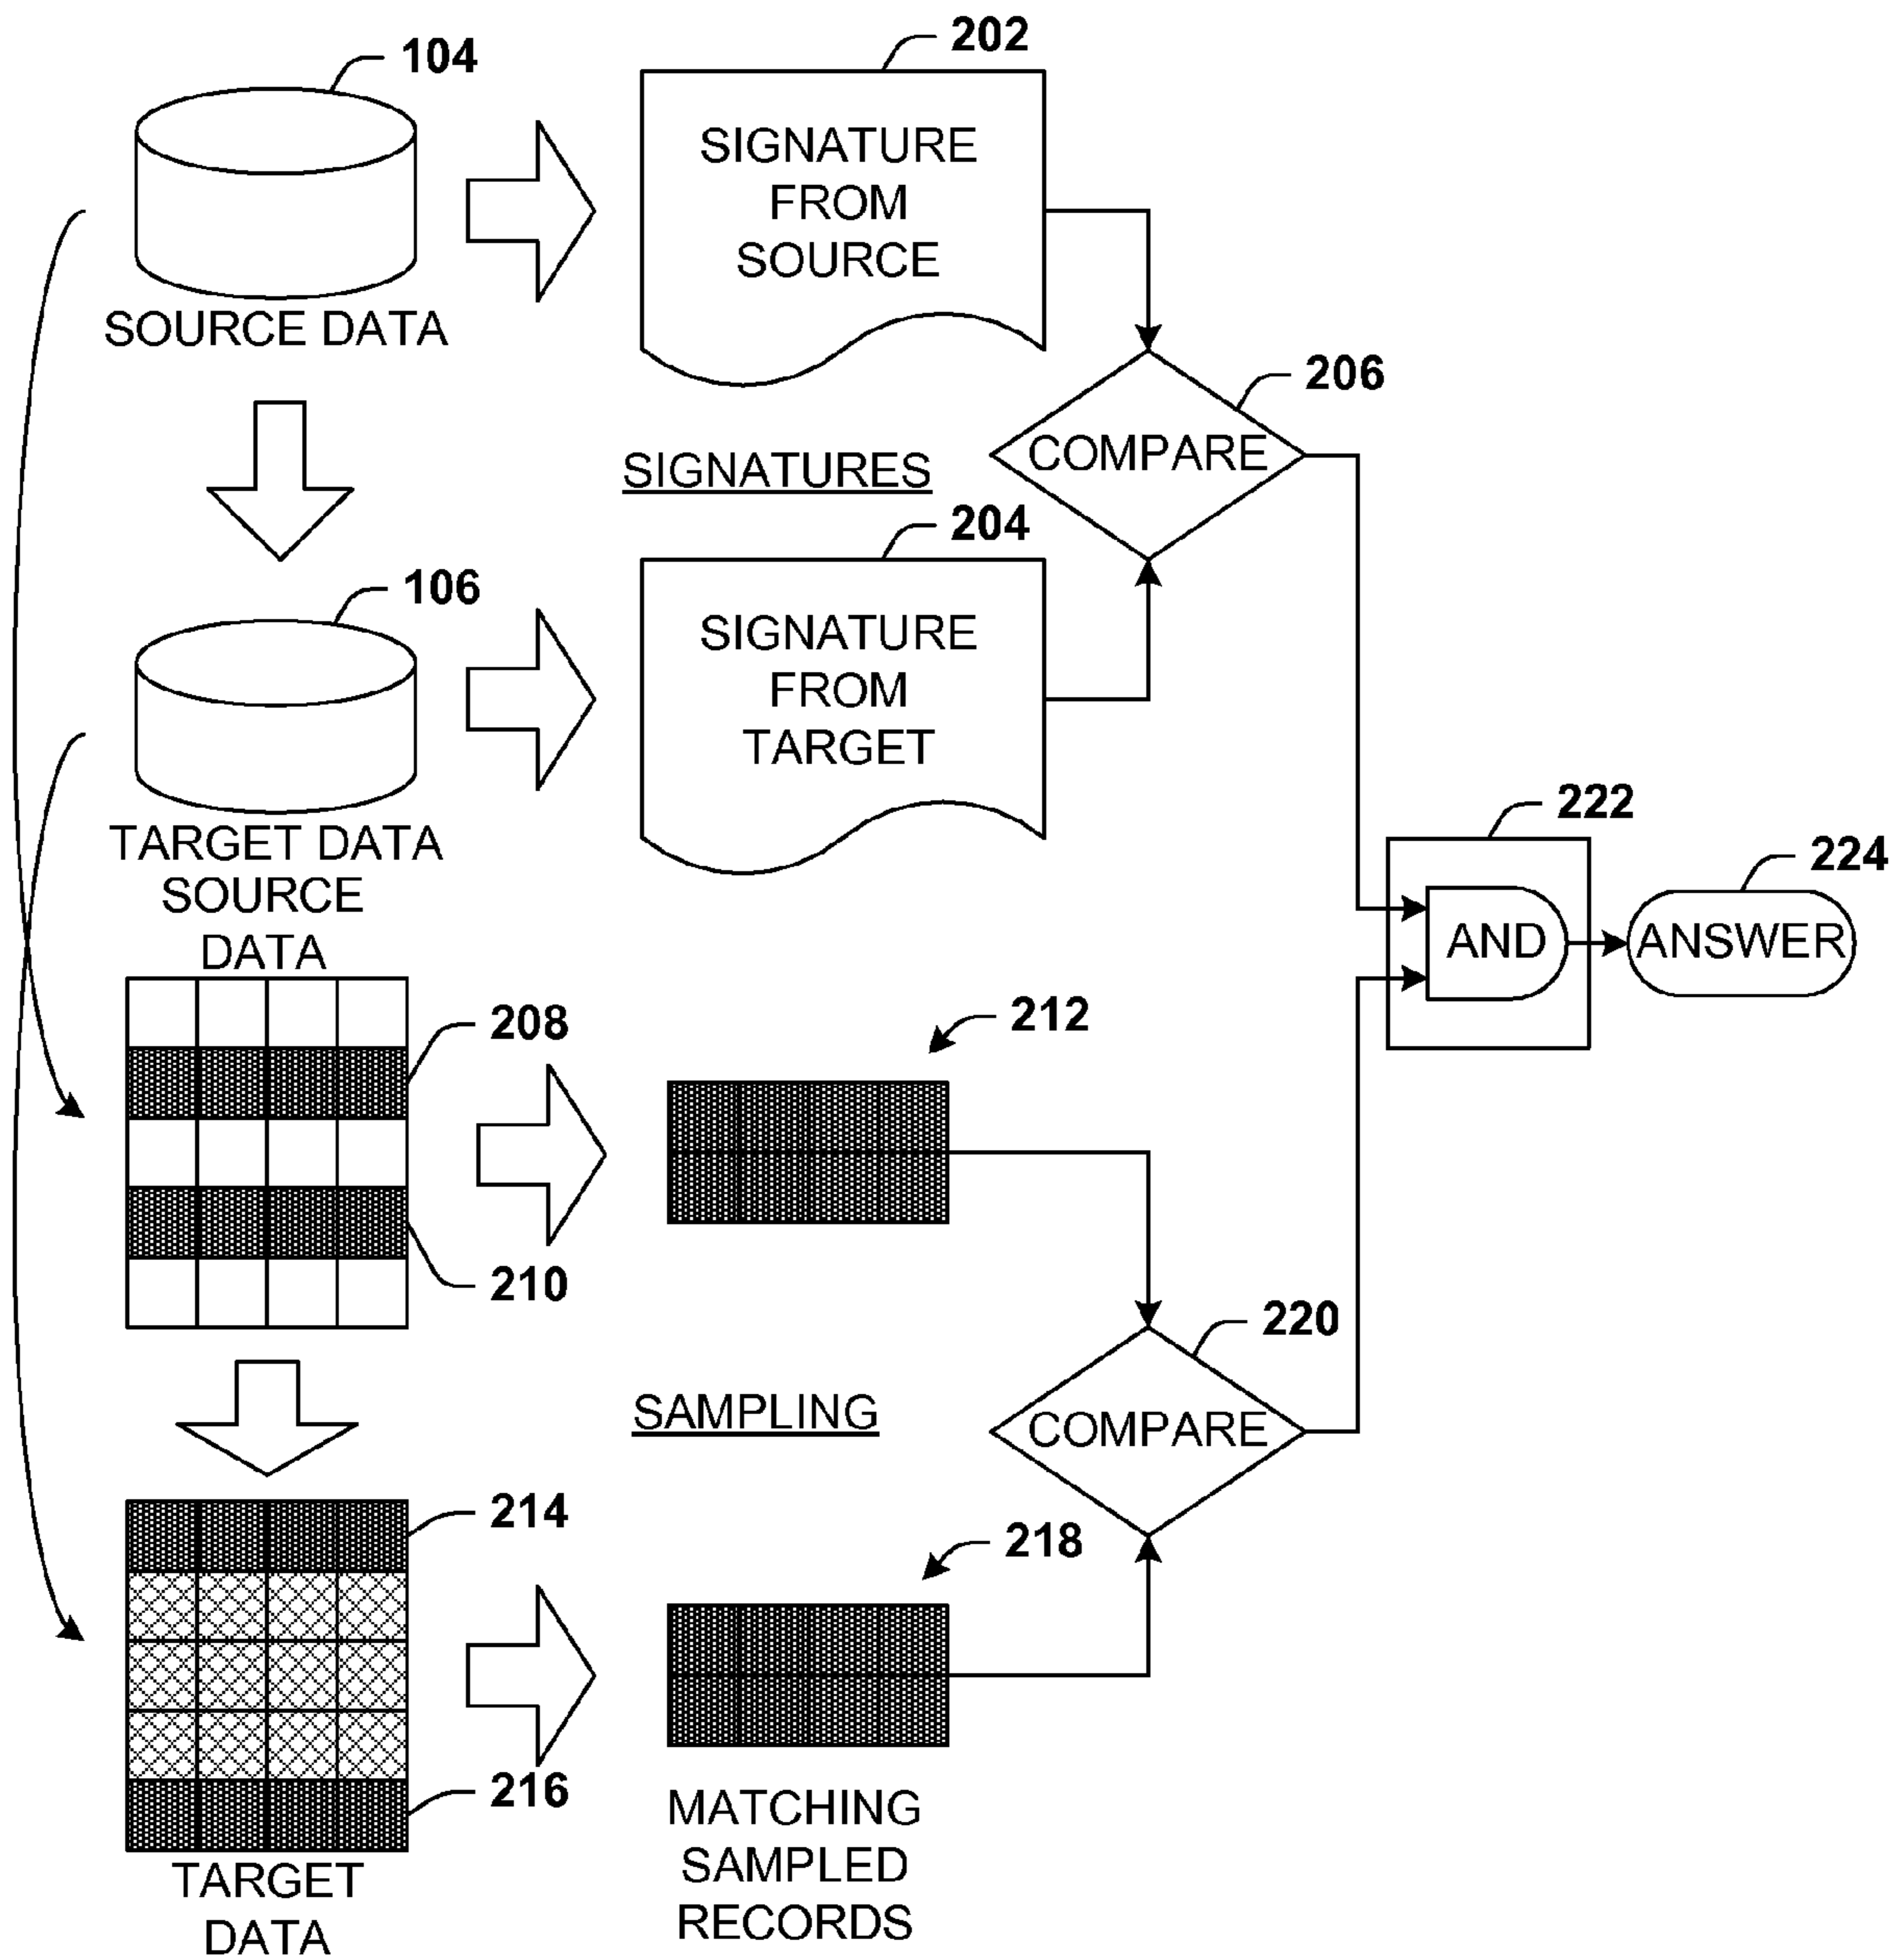 104
202
SIGNATURE
FROM
SOURCE
SOURCE DATA
206
COMPARE
SIGNATURES
204
106
SIGNATURE
FROM
TARGET
TARGET DATA
222
224
AND
ANSWER
SOURCE
DATA
208
212
210
220
SAMPLING
COMPARE
214
218
216
MATCHING
SAMPLED
RECORDS
TARGET
DATA